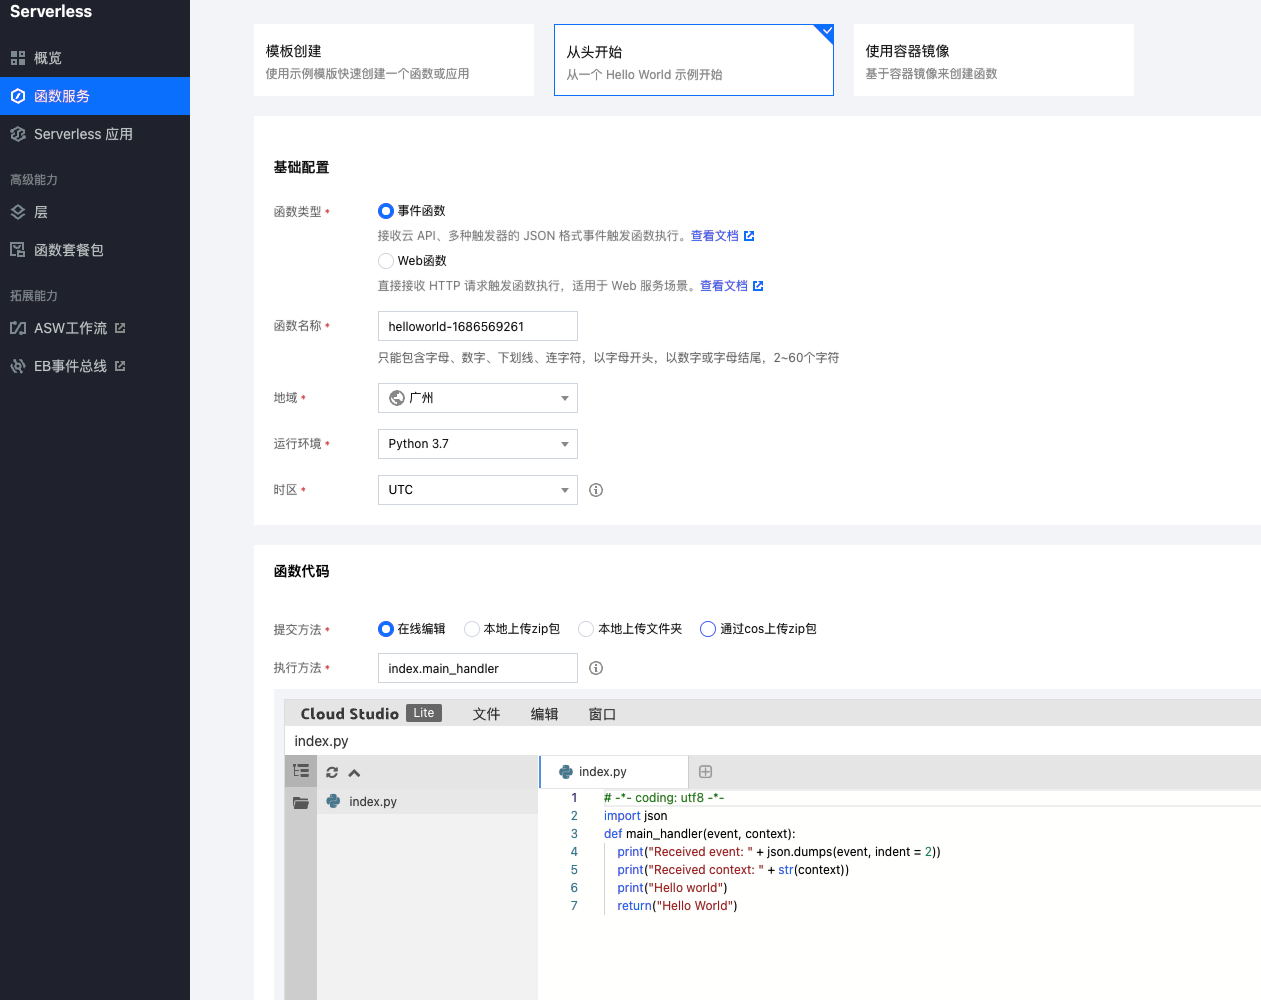 Serverless
概览
函数服务
Serverless 应用
高级能力
层
函数套餐包
拓展能力
ASW工作流
EB事件总线
模板创建
使用示例模版快速创建一个函数或应用
从头开始
从一个 Hello World 示例开始
使用容器镜像
基于容器镜像来创建函数
基础配置
函数类型 *
事件函数
接收云 API、多种触发器的 JSON 格式事件触发函数执行。查看文档
Web函数
直接接收 HTTP 请求触发函数执行，适用于 Web 服务场景。查看文档
函数名称 *
helloworld-1686569261
只能包含字母、数字、下划线、连字符，以字母开头，以数字或字母结尾，2~60个字符
地域 *
广州
运行环境 *
Python 3.7
时区 *
UTC
函数代码
提交方法 *
在线编辑 本地上传zip包 本地上传文件夹 通过cos上传zip包
执行方法 *
index.main_handler
Cloud Studio Lite 文件 编辑 窗口
index.py
index.py
index.py
1 # -*- coding: utf8 -*-
2 import json
3 def main_handler(event, context):
4 print("Received event: " + json.dumps(event, indent = 2))
5 print("Received context: " + str(context))
6 print("Hello world")
7 return("Hello World")